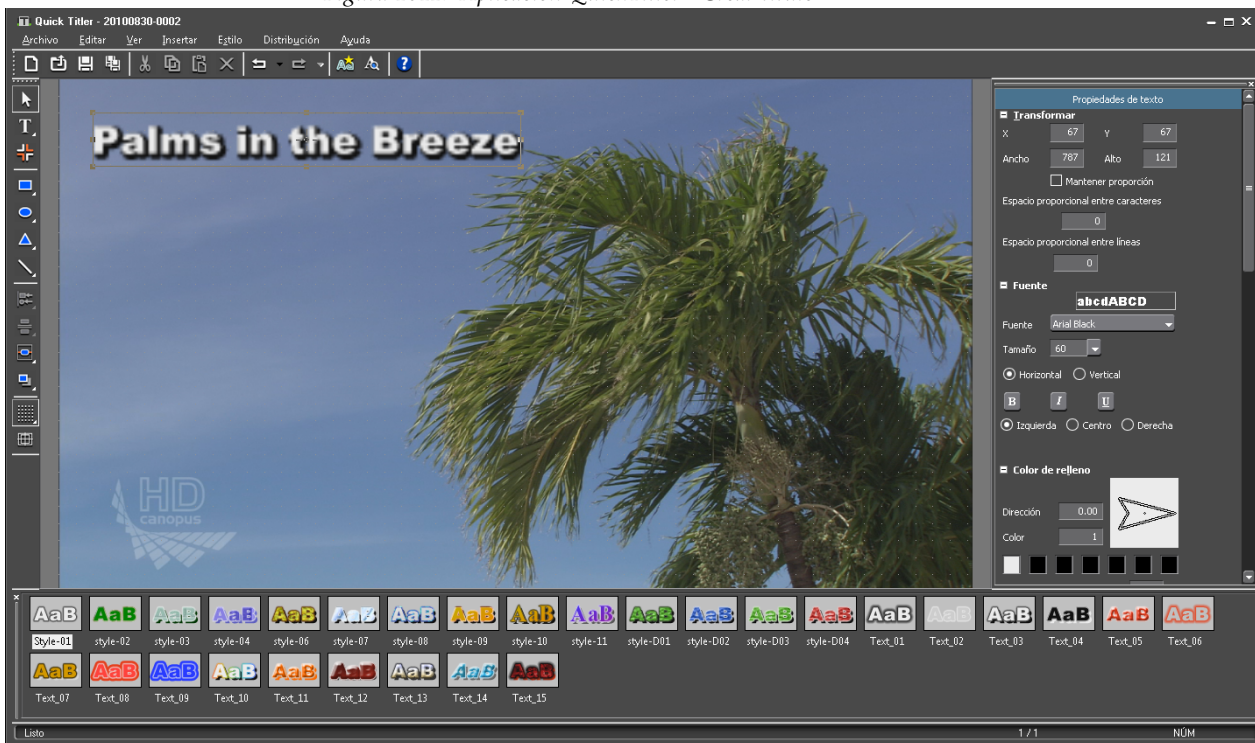 Quick Titler - 20100830-0002
Archivo Editar Ver Insertar Estilo Distribución Ayuda
Propiedades de texto
Transformar
X 67 Y 67
Ancho 787 Alto 121
Mantener proporción
Espacio proporcional entre caracteres
0
Espacio proporcional entre líneas
0
Fuente
abcdABCD
Fuente Arial Black
Tamaño 60
Horizontal Vertical
B I U
Izquierda Centro Derecha
Color de relleno
Dirección 0.00
Color 1
Palms in the Breeze
HD
canopus
AaB AaB AaB AaB AaB AaB AaB AaB AaB AaB AaB AaB AaB AaB AaB AaB AaB AaB AaB AaB
Style-01 style-02 style-03 style-04 style-06 style-07 style-08 style-09 style-10 style-11 style-D01 style-D02 style-D03 style-D04 Text_01 Text_02 Text_03 Text_04 Text_05 Text_06
AaB AaB AaB AaB AaB AaB AaB AaB AaB
Text_07 Text_08 Text_09 Text_10 Text_11 Text_12 Text_13 Text_14 Text_15
Listo 1 / 1 NÚM